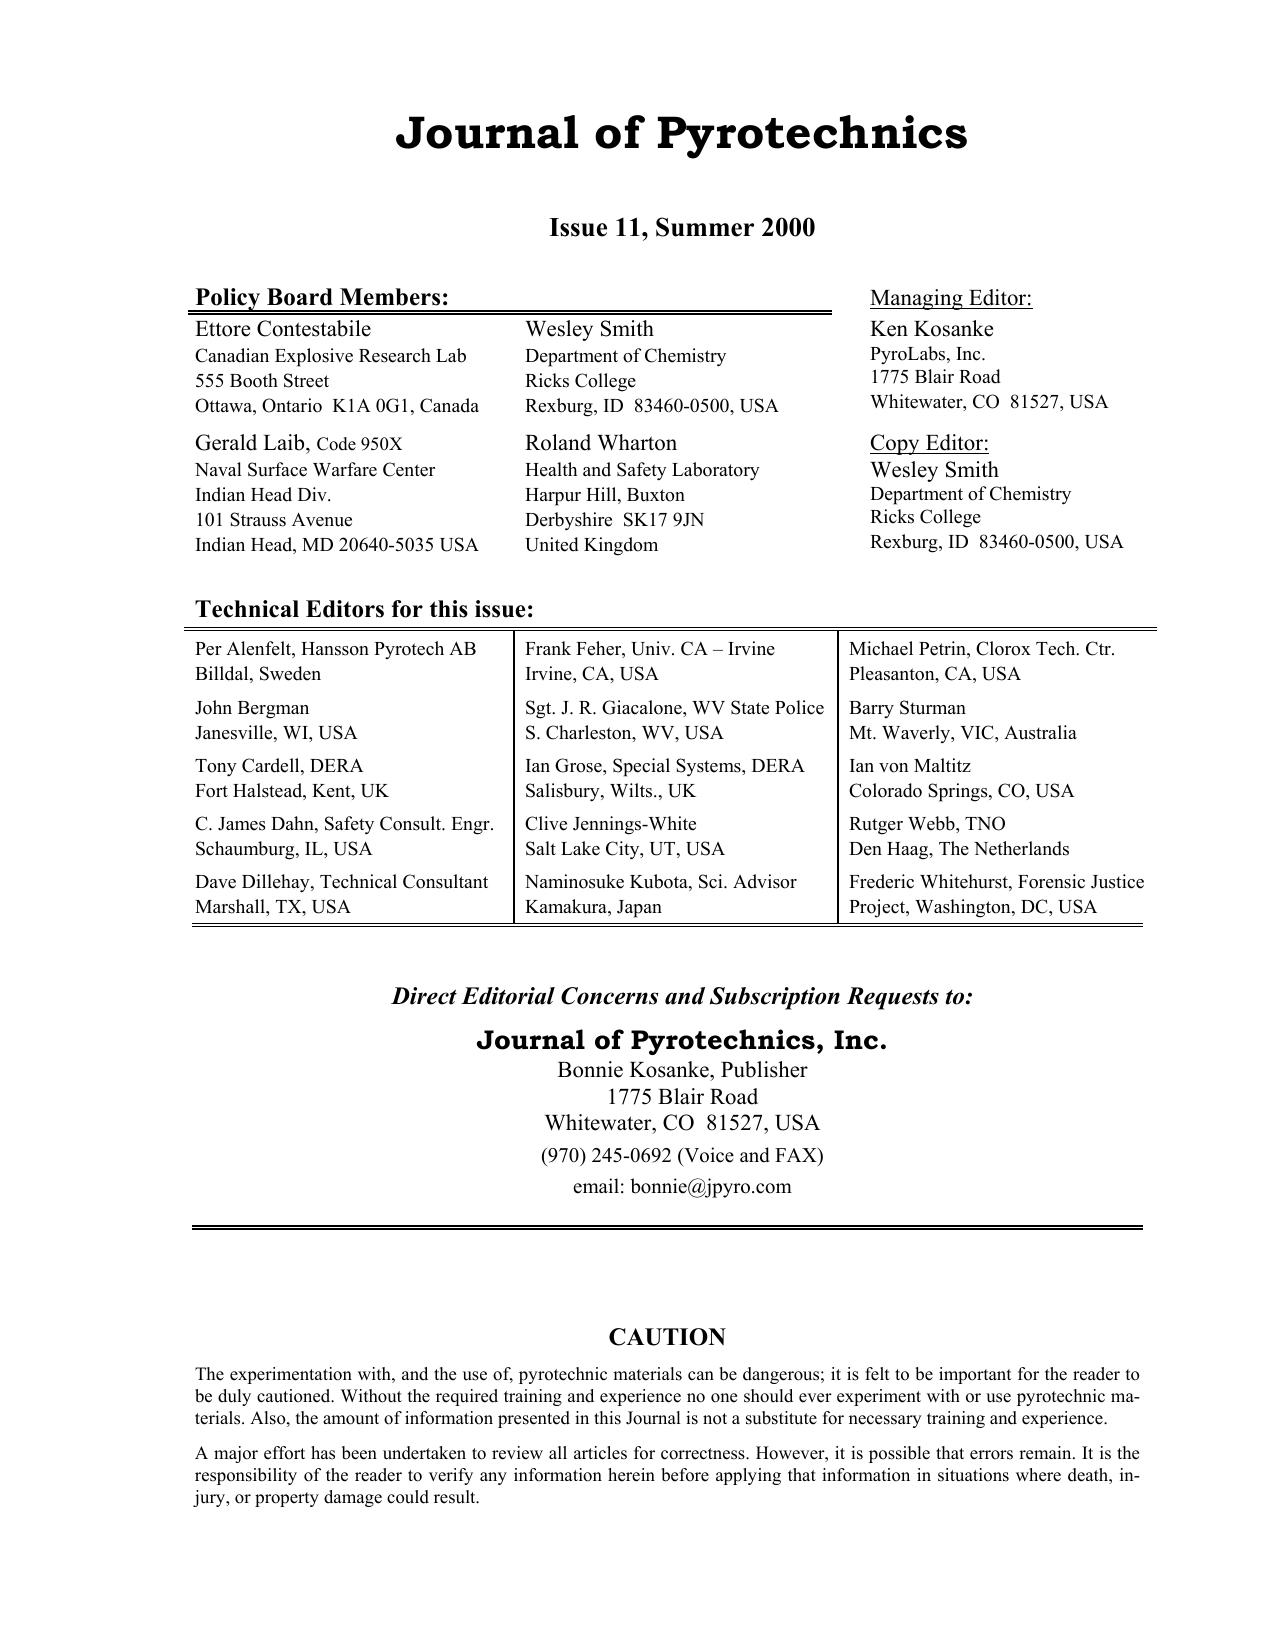 Journal of Pyrotechnics
Issue 11, Summer 2000
Policy Board Members:
Ettore Contestabile
Canadian Explosive Research Lab
555 Booth Street
Ottawa, Ontario  K1A 0G1, Canada
Wesley Smith
Department of Chemistry
Ricks College
Rexburg, ID  83460-0500, USA
Gerald Laib, Code 950X
Naval Surface Warfare Center
Indian Head Div.
101 Strauss Avenue
Indian Head, MD 20640-5035 USA
Roland Wharton
Health and Safety Laboratory
Harpur Hill, Buxton
Derbyshire  SK17 9JN
United Kingdom
Managing Editor:
Ken Kosanke
PyroLabs, Inc.
1775 Blair Road
Whitewater, CO  81527, USA
Copy Editor:
Wesley Smith
Department of Chemistry
Ricks College
Rexburg, ID  83460-0500, USA
Technical Editors for this issue:
Per Alenfelt, Hansson Pyrotech AB
Billdal, Sweden
John Bergman
Janesville, WI, USA
Tony Cardell, DERA
Fort Halstead, Kent, UK
C. James Dahn, Safety Consult. Engr.
Schaumburg, IL, USA
Dave Dillehay, Technical Consultant
Marshall, TX, USA
Frank Feher, Univ. CA – Irvine
Irvine, CA, USA
Sgt. J. R. Giacalone, WV State Police
S. Charleston, WV, USA
Ian Grose, Special Systems, DERA
Salisbury, Wilts., UK
Clive Jennings-White
Salt Lake City, UT, USA
Naminosuke Kubota, Sci. Advisor
Kamakura, Japan
Michael Petrin, Clorox Tech. Ctr.
Pleasanton, CA, USA
Barry Sturman
Mt. Waverly, VIC, Australia
Ian von Maltitz
Colorado Springs, CO, USA
Rutger Webb, TNO
Den Haag, The Netherlands
Frederic Whitehurst, Forensic Justice
Project, Washington, DC, USA
Direct Editorial Concerns and Subscription Requests to:
Journal of Pyrotechnics, Inc.
Bonnie Kosanke, Publisher
1775 Blair Road
Whitewater, CO  81527, USA
(970) 245-0692 (Voice and FAX)
email: bonnie@jpyro.com
CAUTION
The experimentation with, and the use of, pyrotechnic materials can be dangerous; it is felt to be important for the reader to
be duly cautioned. Without the required training and experience no one should ever experiment with or use pyrotechnic ma-
terials. Also, the amount of information presented in this Journal is not a substitute for necessary training and experience.
A major effort has been undertaken to review all articles for correctness. However, it is possible that errors remain. It is the
responsibility of the reader to verify any information herein before applying that information in situations where death, in-
jury, or property damage could result.